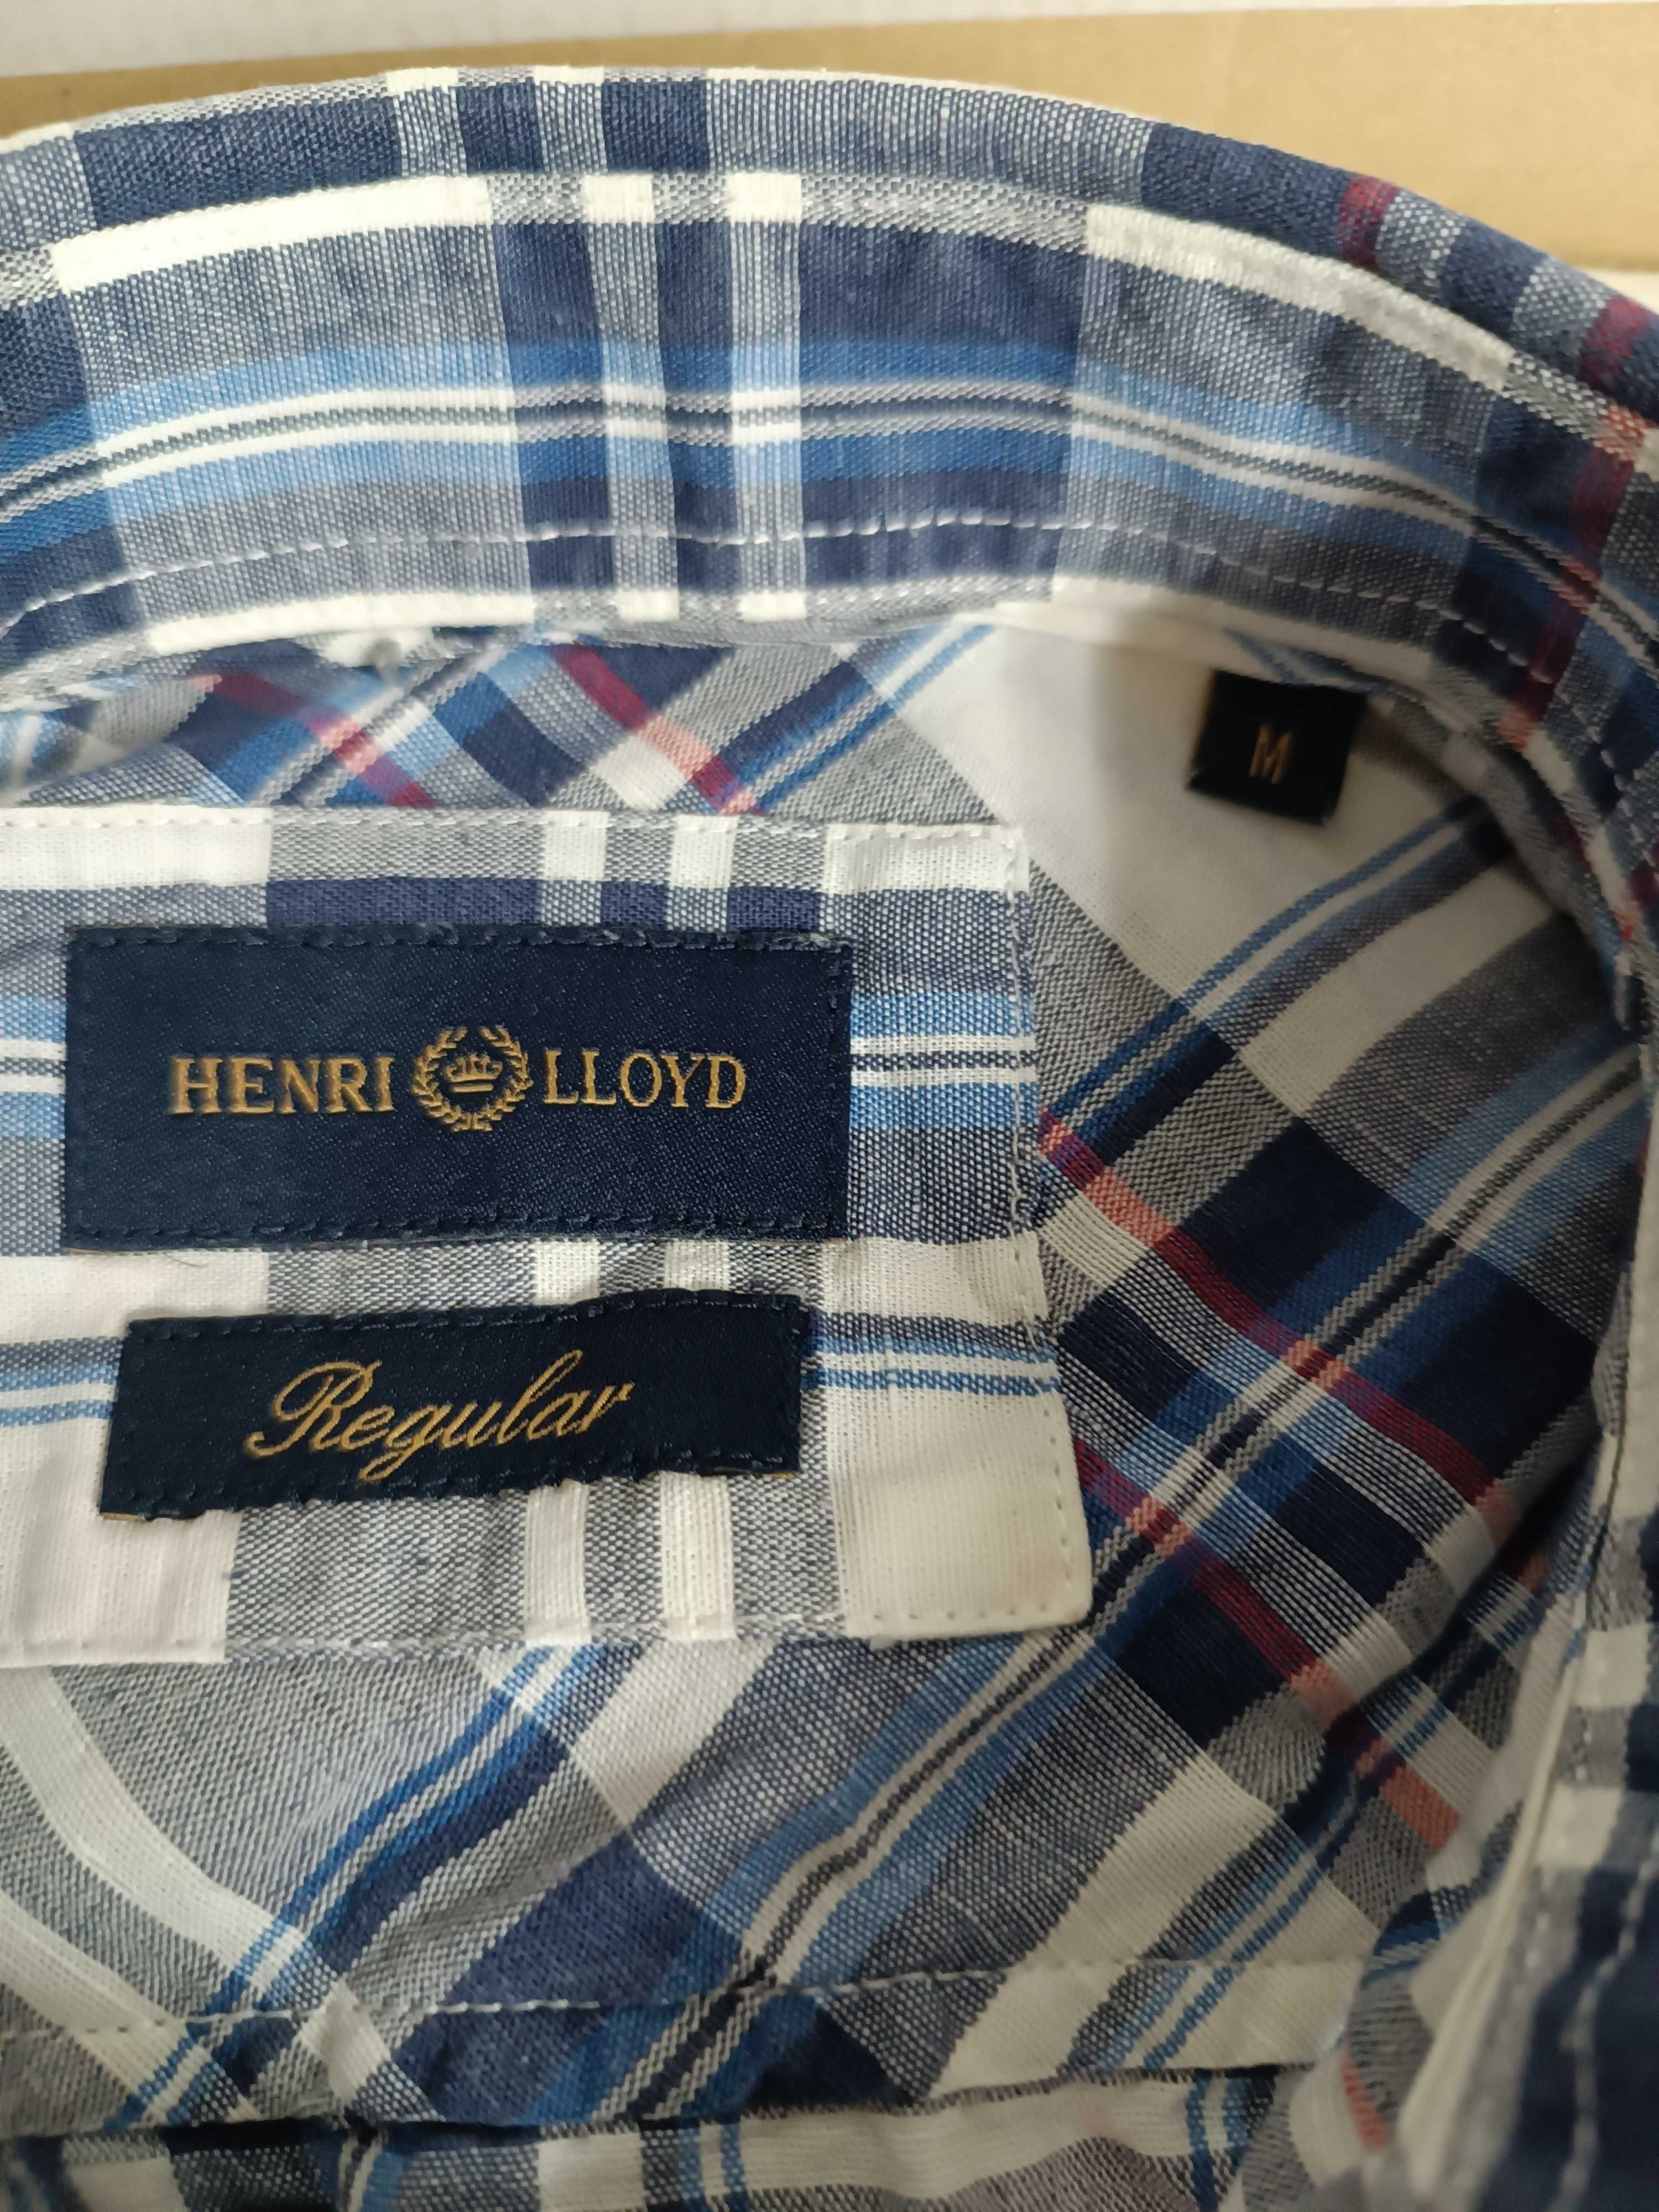 M
HENRI LLOYD
Regular